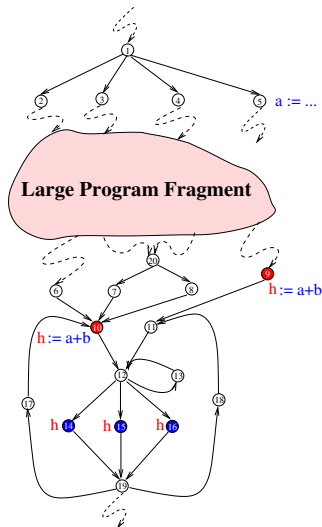 1
2
3
4
5 a := ...
Large Program Fragment
20
9
h := a+b
6
7
8
10
11
h := a+b
12
13
17
18
h 14
h 15
h 16
19